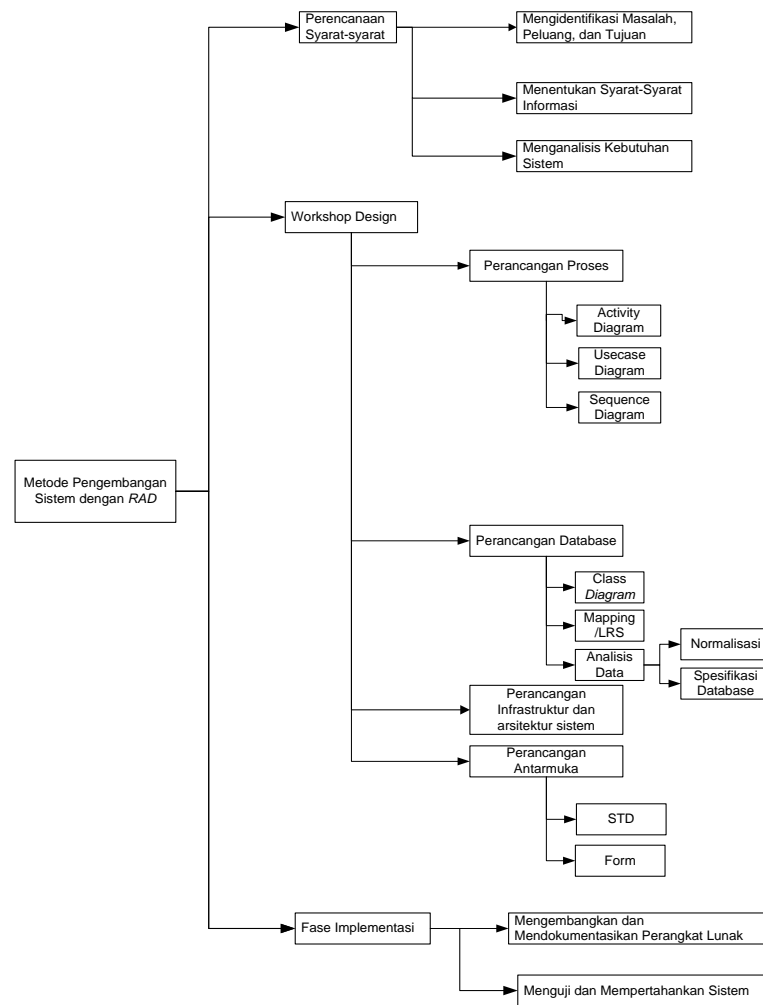 Perencanaan
Syarat-syarat
Mengidentifikasi Masalah,
Peluang, dan Tujuan
Menentukan Syarat-Syarat
Informasi
Menganalisis Kebutuhan
Sistem
Workshop Design
Perancangan Proses
Activity
Diagram
Usecase
Diagram
Sequence
Diagram
Metode Pengembangan
Sistem dengan RAD
Perancangan Database
Class
Diagram
Mapping
/LRS
Analisis
Data
Normalisasi
Spesifikasi
Database
Perancangan
Infrastruktur dan
arsitektur sistem
Perancangan
Antarmuka
STD
Form
Fase Implementasi
Mengembangkan dan
Mendokumentasikan Perangkat Lunak
Menguji dan Mempertahankan Sistem